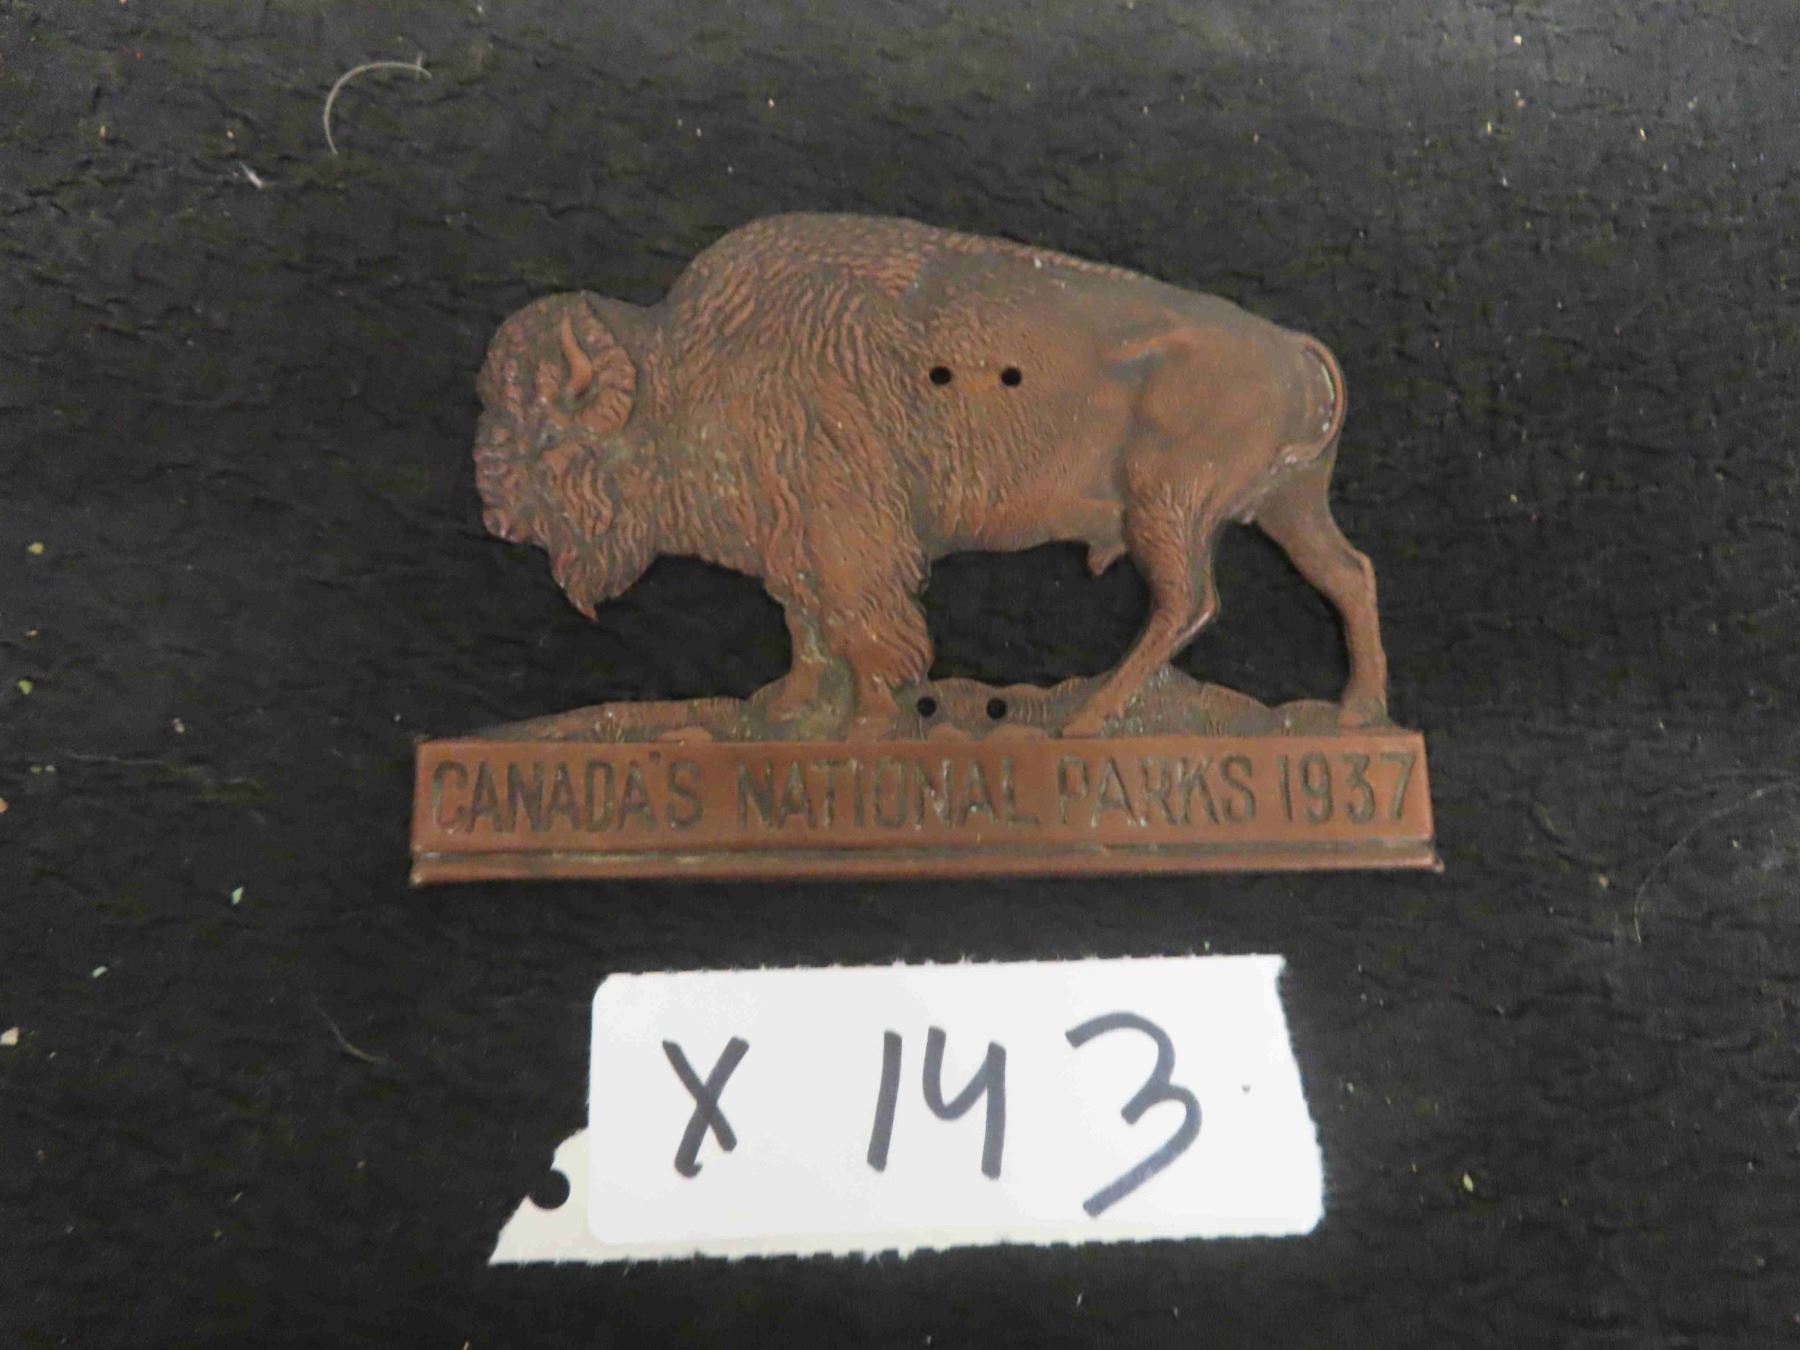 CANADA'S NATIONAL PARKS 1937
X 143